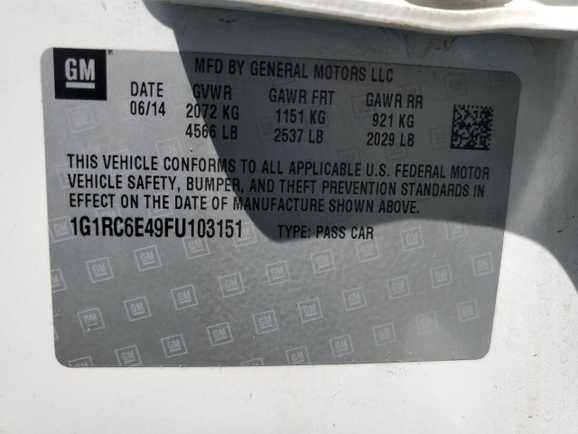 GM
MFD BY GENERAL MOTORS LLC
DATE GVWR GAWR FRT GAWR RR
06/14 2072 KG 1151 KG 921 KG
4566 LB 2537 LB 2029 LB
THIS VEHICLE CONFORMS TO ALL APPLICABLE U.S. FEDERAL MOTOR
VEHICLE SAFETY, BUMPER, AND THEFT PREVENTION STANDARDS IN
EFFECT ON THE DATE OF MANUFACTURE SHOWN ABOVE.
1G1RC6E49FU103151 TYPE: PASS CAR